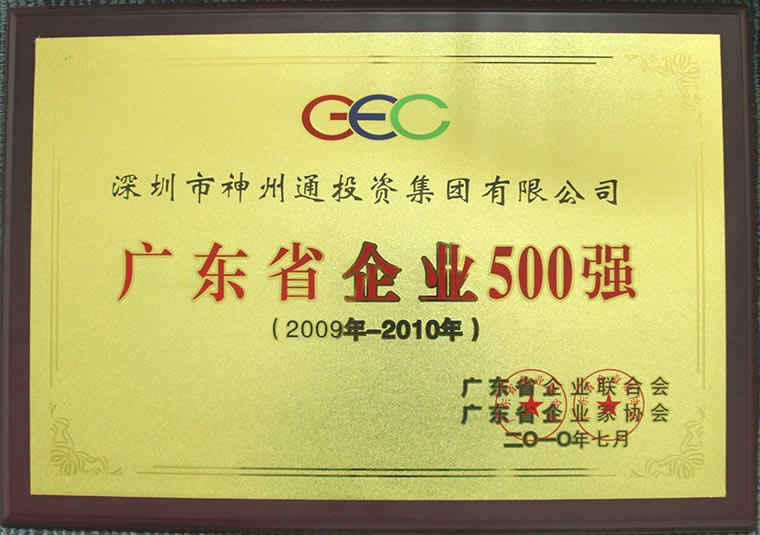 GEC
深圳市神州通投资集团有限公司
广东省企业500强
（2009年-2010年）
广东省企业联合会
广东省企业家协会
二〇一〇年七月